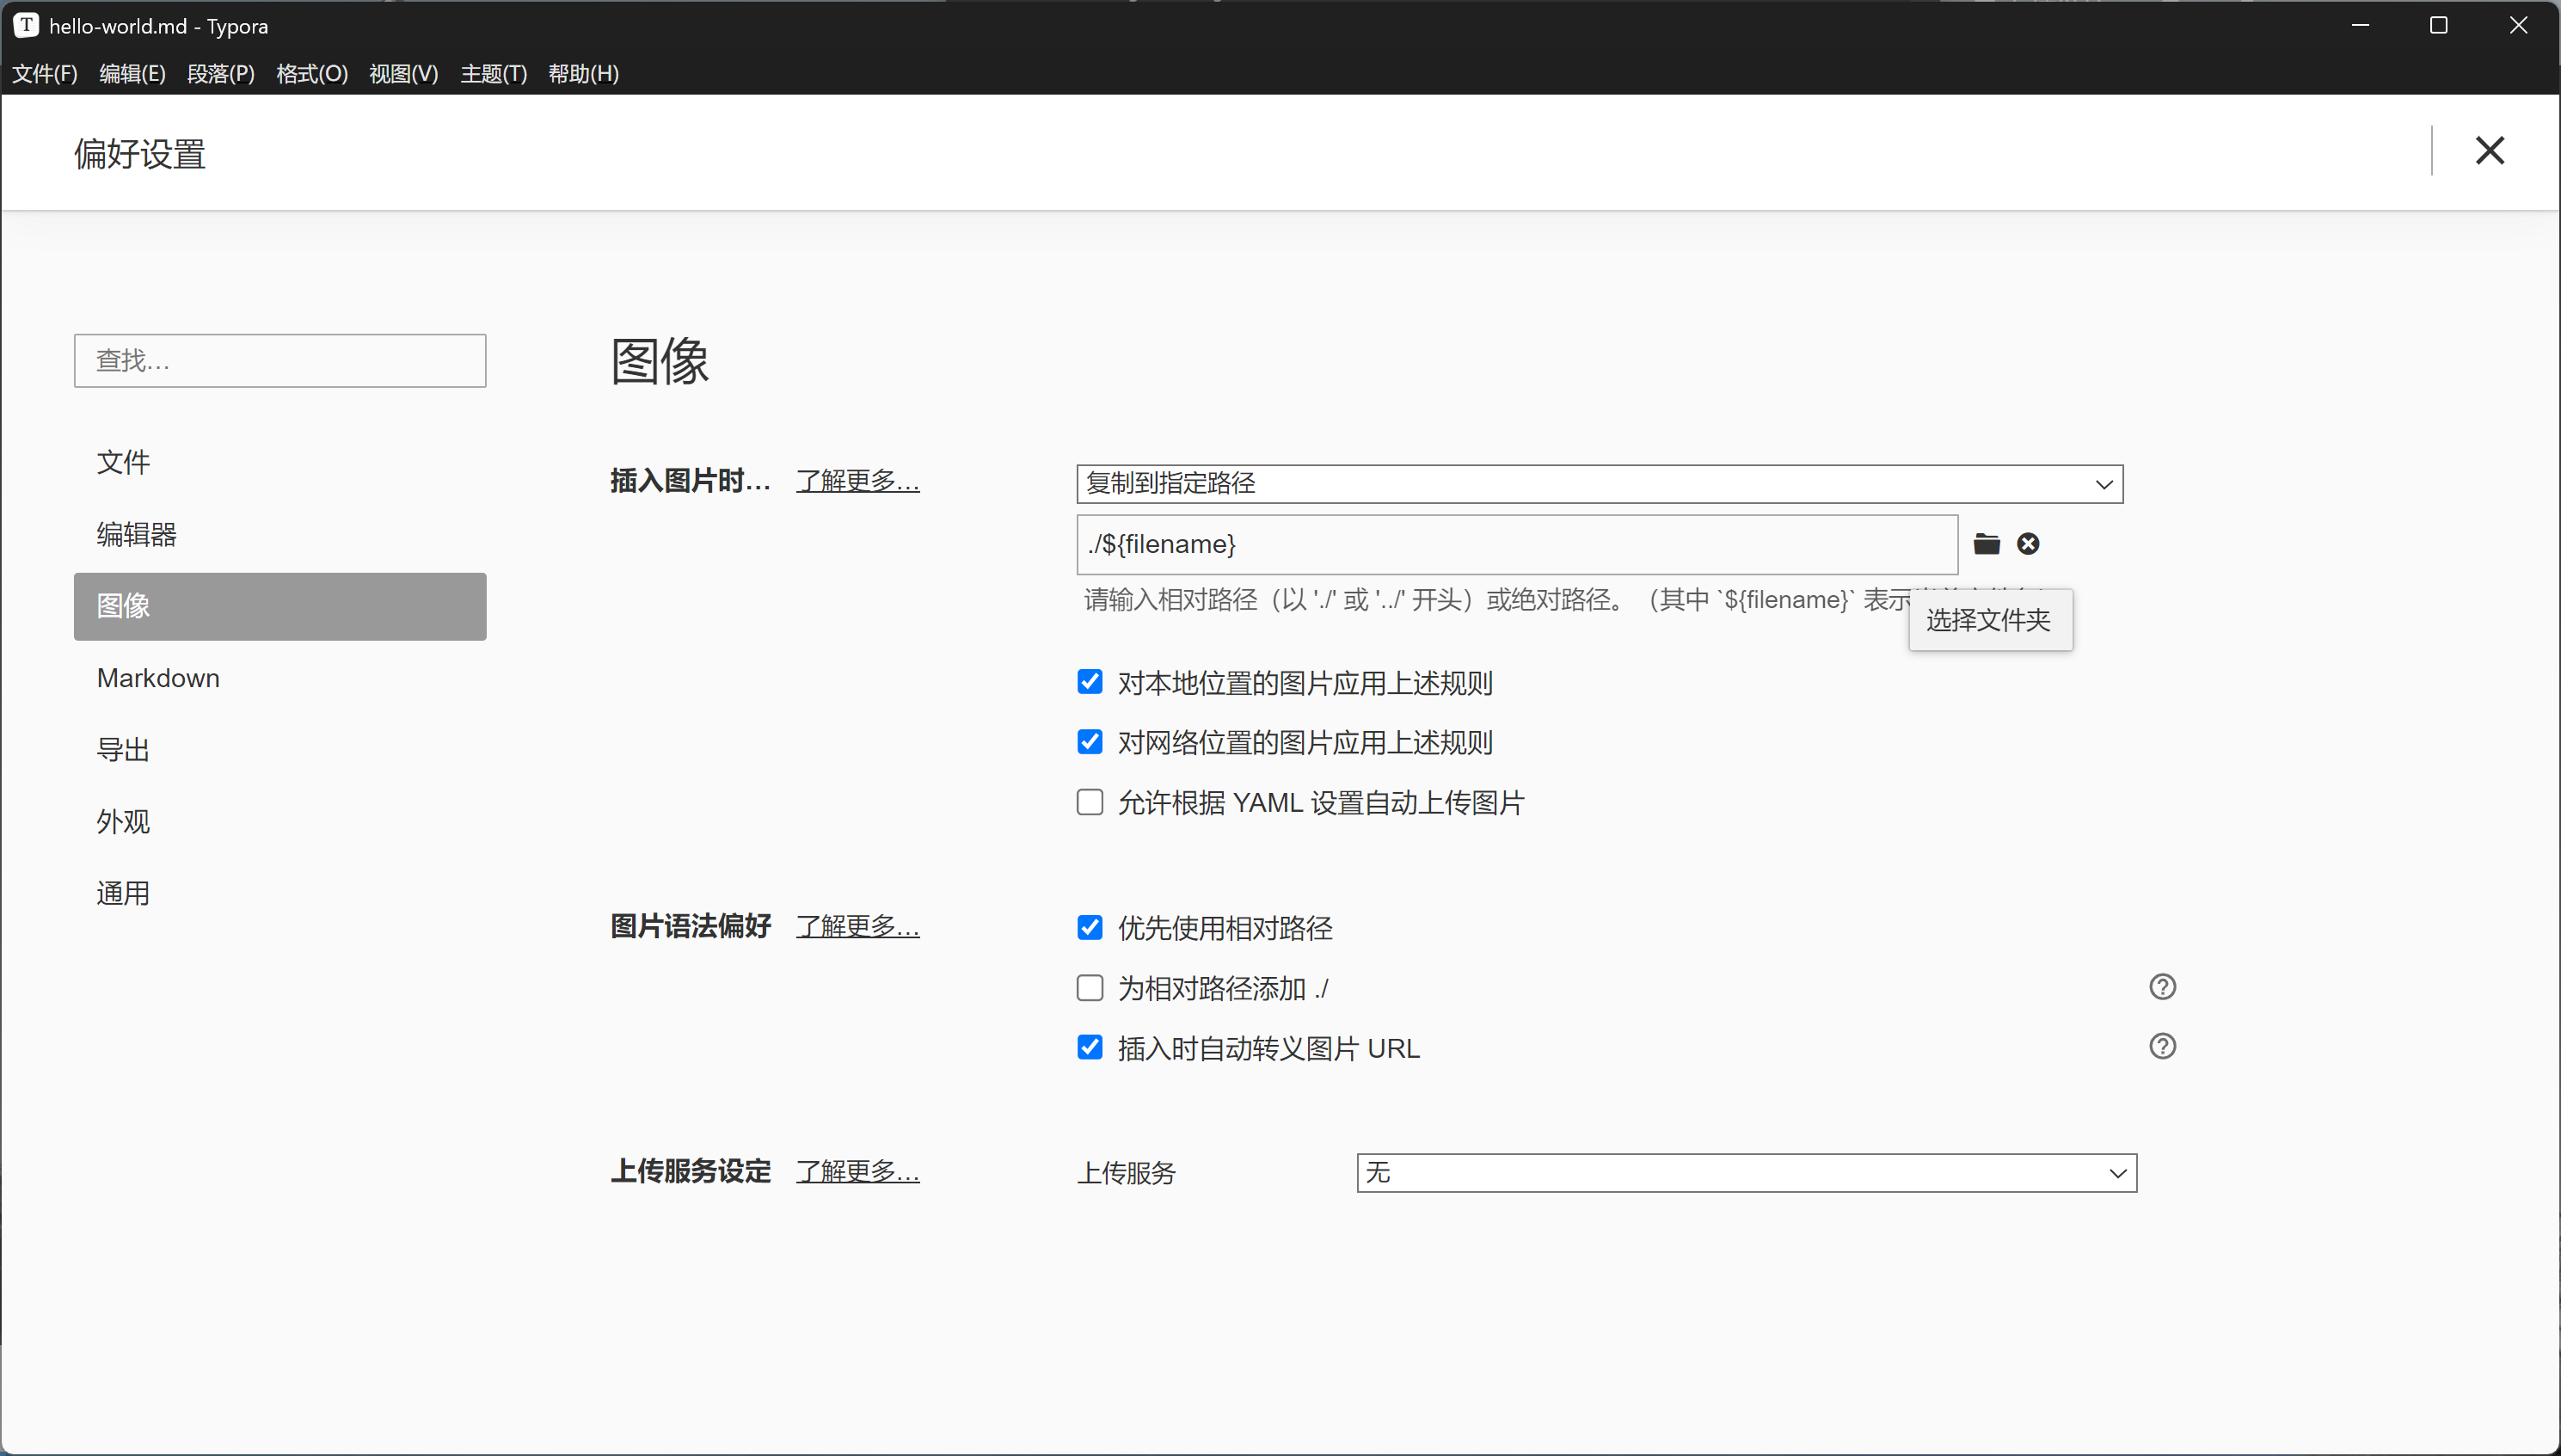 hello-world.md - Typora
文件(F) 编辑(E) 段落(P) 格式(O) 视图(V) 主题(T) 帮助(H)
偏好设置
查找…
文件
编辑器
图像
Markdown
导出
外观
通用
图像
插入图片时… 了解更多…
复制到指定路径
./${filename}
请输入相对路径（以 './' 或 '../' 开头）或绝对路径。（其中 `${filename}` 表示
选择文件夹
对本地位置的图片应用上述规则
对网络位置的图片应用上述规则
允许根据 YAML 设置自动上传图片
图片语法偏好 了解更多…
优先使用相对路径
为相对路径添加 ./
插入时自动转义图片 URL
上传服务设定 了解更多…
上传服务 无